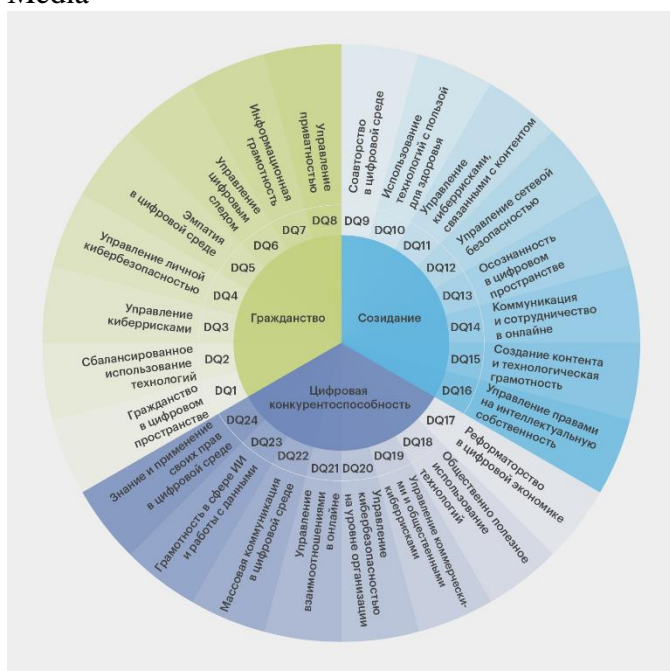 Media
Гражданство
Созидание
Цифровая
конкурентоспособность
DQ1
Гражданство
в цифровом
пространстве
DQ2
Сбалансированное
использование
технологий
DQ3
Управление
киберрисками
DQ4
Управление личной
кибербезопасностью
DQ5
Эмпатия
в цифровой среде
DQ6
Управление
цифровым
следом
DQ7
Информационная
грамотность
DQ8
Управление
приватностью
DQ9
Соавторство
в цифровой среде
DQ10
Использование
технологий с пользой
для здоровья
DQ11
Управление
киберрисками,
связанными с контентом
DQ12
Управление сетевой
безопасностью
DQ13
Осознанность
в цифровом
пространстве
DQ14
Коммуникация
и сотрудничество
в онлайне
DQ15
Создание контента
и технологическая
грамотность
DQ16
Управление правами
на интеллектуальную
собственность
DQ17
Реформаторство
в цифровой экономике
DQ18
Общественно полезное
использование
технологий
DQ19
Управление коммерчески-
ми и общественными
киберрисками
DQ20
Управление
кибербезопасностью
на уровне организации
DQ21
Управление
взаимоотношениями
в онлайне
DQ22
Массовая коммуникация
в цифровой среде
DQ23
Грамотность в сфере ИИ
и работы с данными
DQ24
Знание и применение
своих прав
в цифровой среде